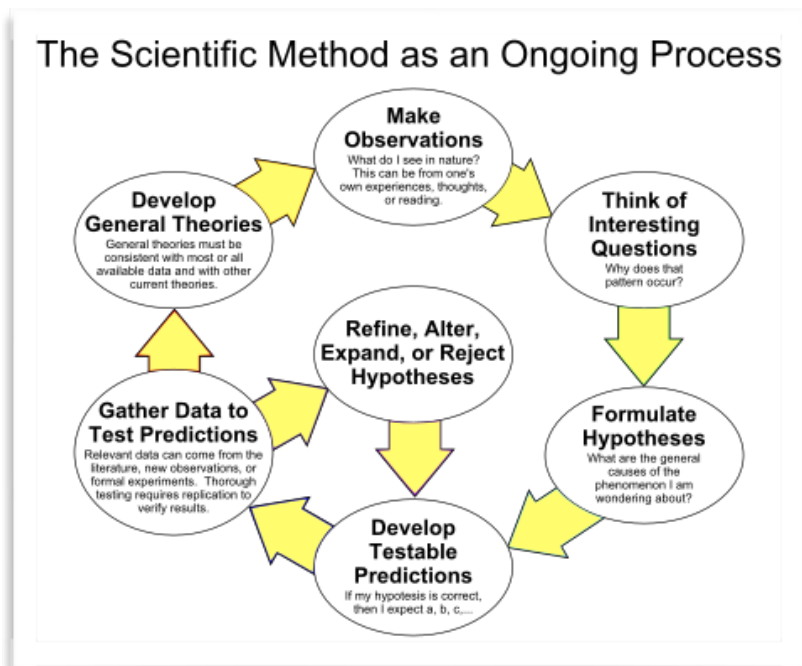 The Scientific Method as an Ongoing Process
Make
Observations
What do I see in nature?
This can be from one's
own experiences, thoughts,
or reading.
Think of
Interesting
Questions
Why does that
pattern occur?
Formulate
Hypotheses
What are the general
causes of the
phenomenon I am
wondering about?
Develop
Testable
Predictions
If my hypotesis is correct,
then I expect a, b, c,...
Gather Data to
Test Predictions
Relevant data can come from the
literature, new observations, or
formal experiments. Thorough
testing requires replication to
verify results.
Refine, Alter,
Expand, or Reject
Hypotheses
Develop
General Theories
General theories must be
consistent with most or all
available data and with other
current theories.